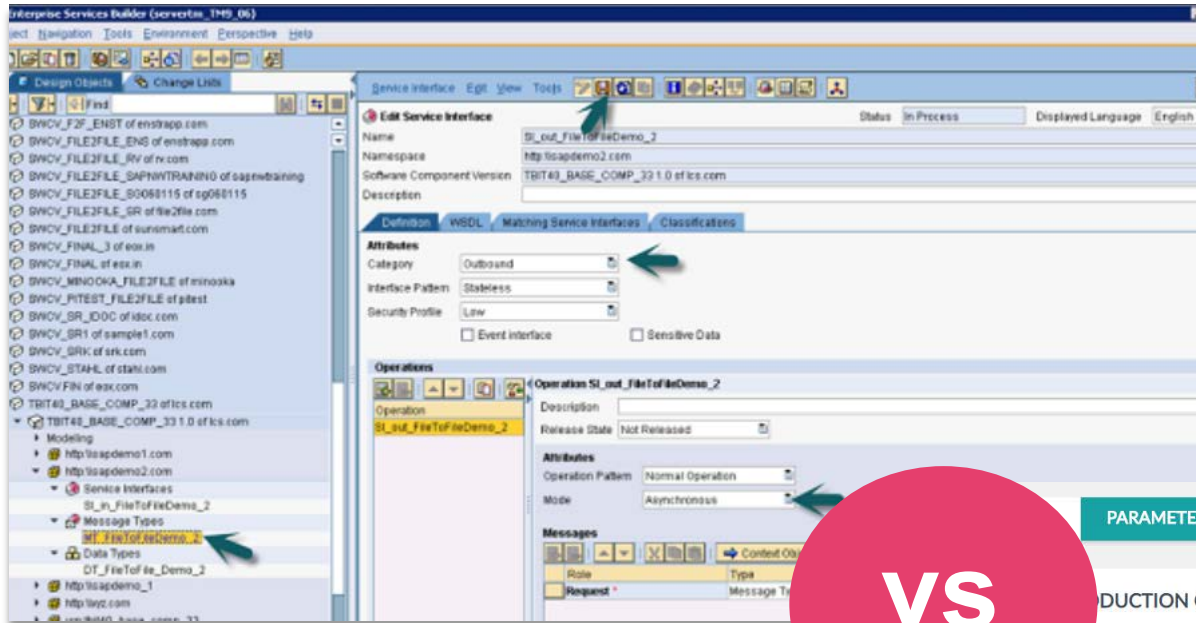 Enterprise Services Builder (servertm_TM9_06)
ject Navigation Tools Environment Perspective Help
Design Objects Change Lists
Find
SWCV_F2F_ENST of enstrapp.com
SWCV_FILE2FILE_ENS of enstrapp.com
SWCV_FILE2FILE_RV of rv.com
SWCV_FILE2FILE_SAPNWTRAINING of sapnwtraining
SWCV_FILE2FILE_SG060115 of sg060115
SWCV_FILE2FILE_SR of file2file.com
SWCV_FILE2FILE of sunsmart.com
SWCV_FINAL_3 of eox.in
SWCV_FINAL of esx.in
SWCV_MINOOKA_FILE2FILE of minooka
SWCV_PITEST_FILE2FILE of pitest
SWCV_SR_IDOC of idoc.com
SWCV_SR1 of sample1.com
SWCV_SRK of srk.com
SWCV_STAHL of stahl.com
SWCV FIN of eox.com
TBIT40_BASE_COMP_33 of lcs.com
TBIT40_BASE_COMP_33 1.0 of lcs.com
Modeling
http:\\sapdemo1.com
http:\\sapdemo2.com
Service Interfaces
SI_in_FileToFileDemo_2
Message Types
MT_FileToFileDemo_2
Data Types
DT_FileToFile_Demo_2
http:\\sapdemo_1
http:\\xyz.com
Service Interface Edit View Tools
Edit Service Interface
Status In Process Displayed Language English
Name SI_out_FileToFileDemo_2
Namespace http:\\sapdemo2.com
Software Component Version TBIT40_BASE_COMP_33 1.0 of lcs.com
Description
Definition WSDL Matching Service Interfaces Classifications
Attributes
Category Outbound
Interface Pattern Stateless
Security Profile Low
Event interface Sensitive Data
Operations
Operation
SI_out_FileToFileDemo_2
Operation SI_out_FileToFileDemo_2
Description
Release State Not Released
Attributes
Operation Pattern Normal Operation
Mode Asynchronous
Messages
Context Obj
Role Type
Request * Message Ty
VS
PARAMETE
DUCTION